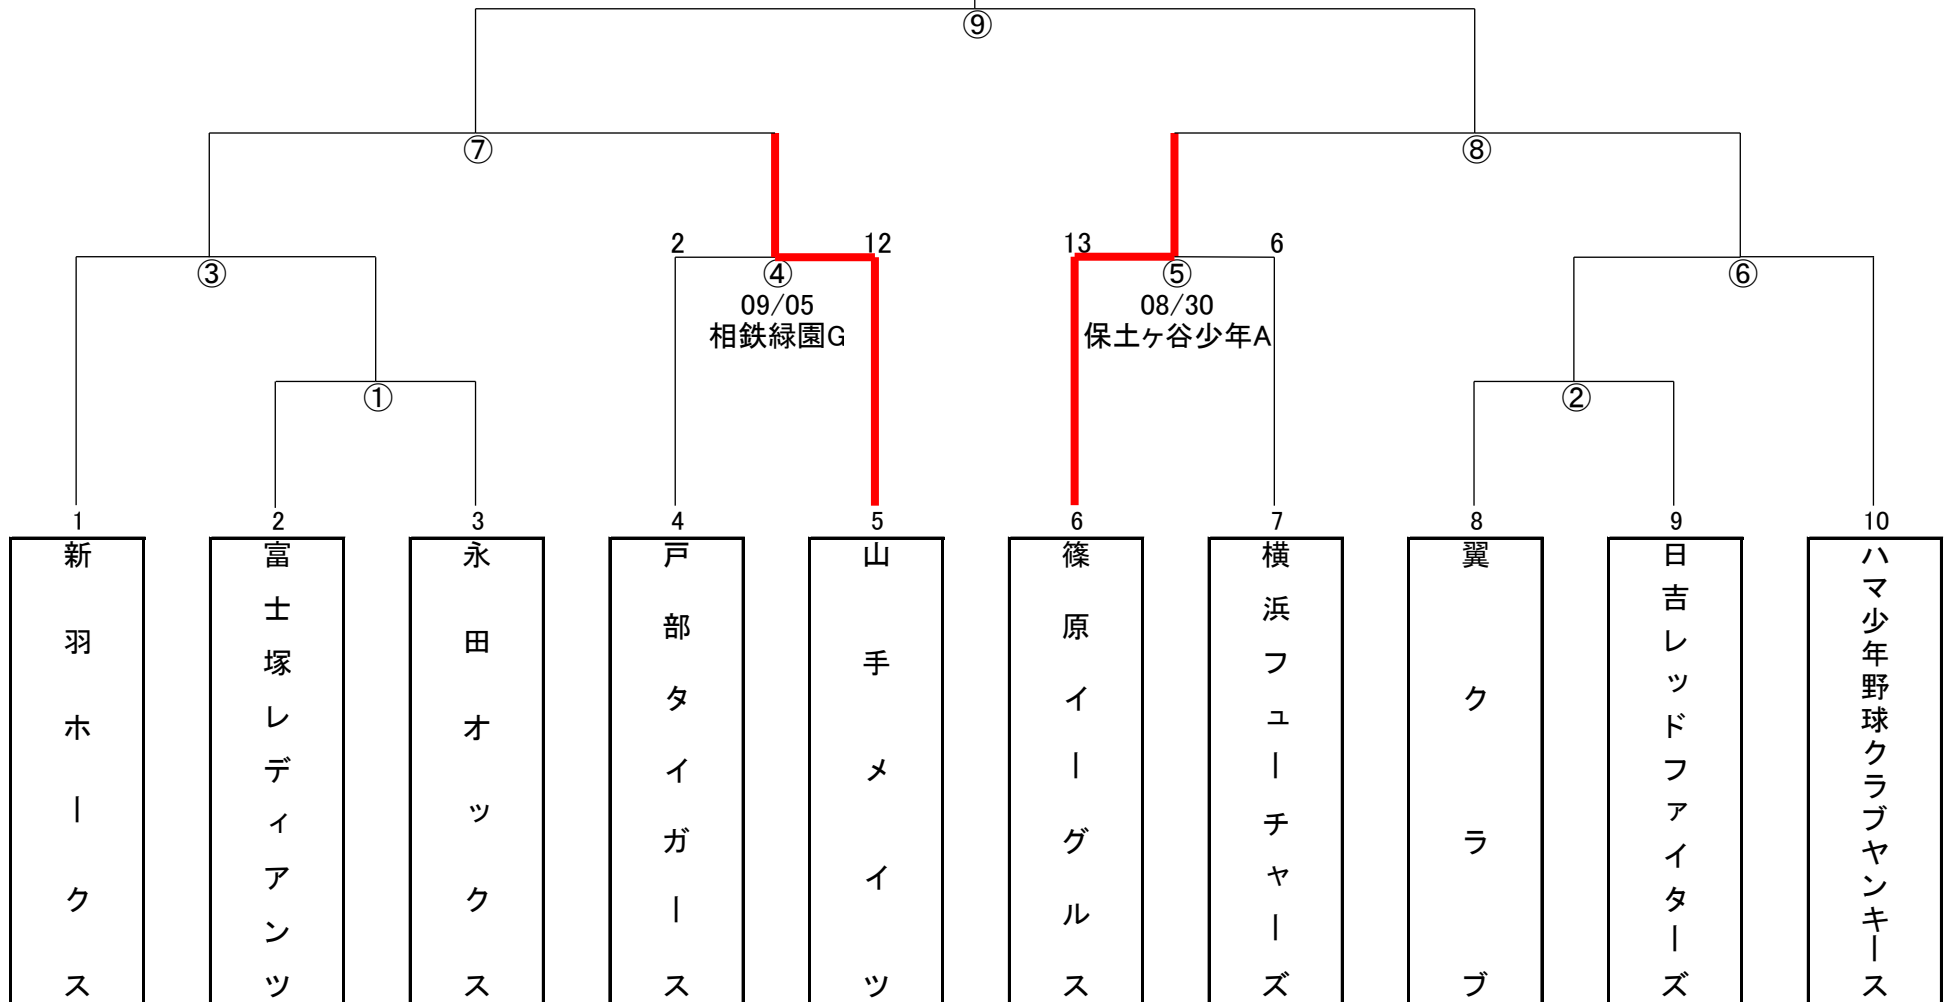 ⑨
⑦
⑧
2
12
13
6
③
④
⑤
⑥
09/05
08/30
相鉄緑園G
保土ヶ谷少年A
①
②
1
2
3
4
5
6
7
8
9
10
新羽ホークス
富士塚レディアンツ
永田オックス
戸部タイガース
山手メイツ
篠原イーグルス
横浜フューチャーズ
翼クラブ
日吉レッドファイターズ
ハマ少年野球クラブヤンキース